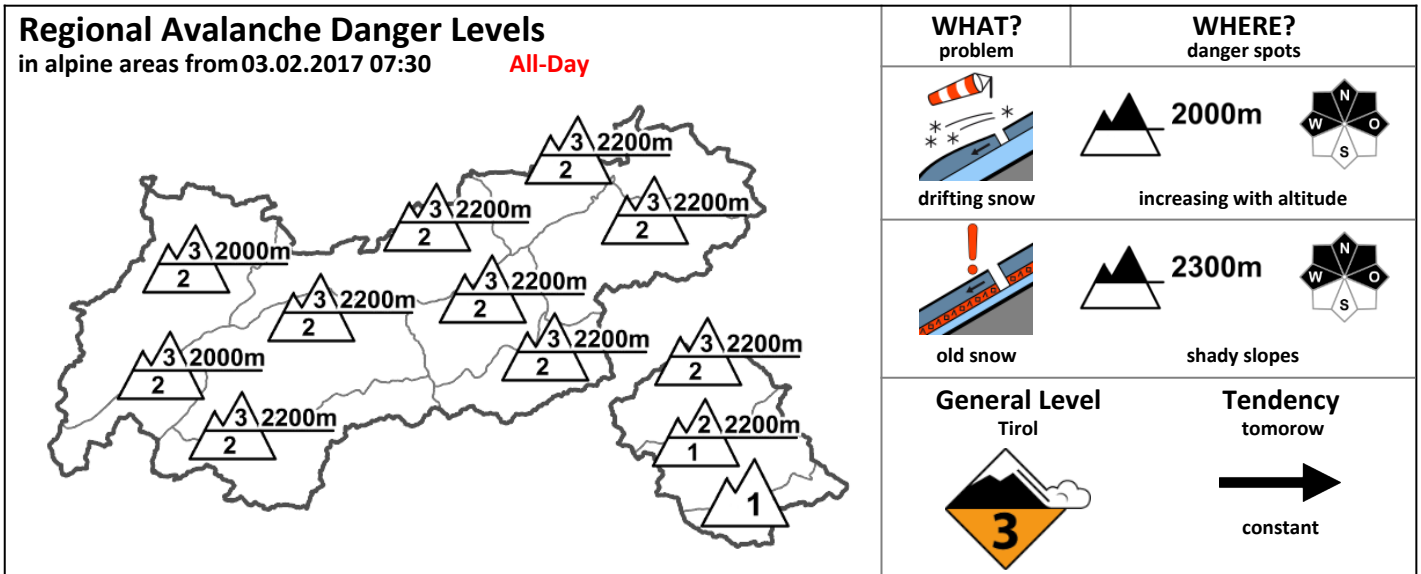 Regional Avalanche Danger Levels
in alpine areas from 03.02.2017 07:30 All-Day
3 2200m
2
3 2200m
2
3 2200m
2
3 2000m
2
3 2200m
2
3 2200m
2
3 2200m
2
3 2200m
2
3 2000m
2
3 2200m
2
2 2200m
1
1
WHAT?
problem
WHERE?
danger spots
drifting snow
2000m
N
W O
S
increasing with altitude
old snow
2300m
N
W O
S
shady slopes
General Level
Tirol
3
Tendency
tomorow
constant